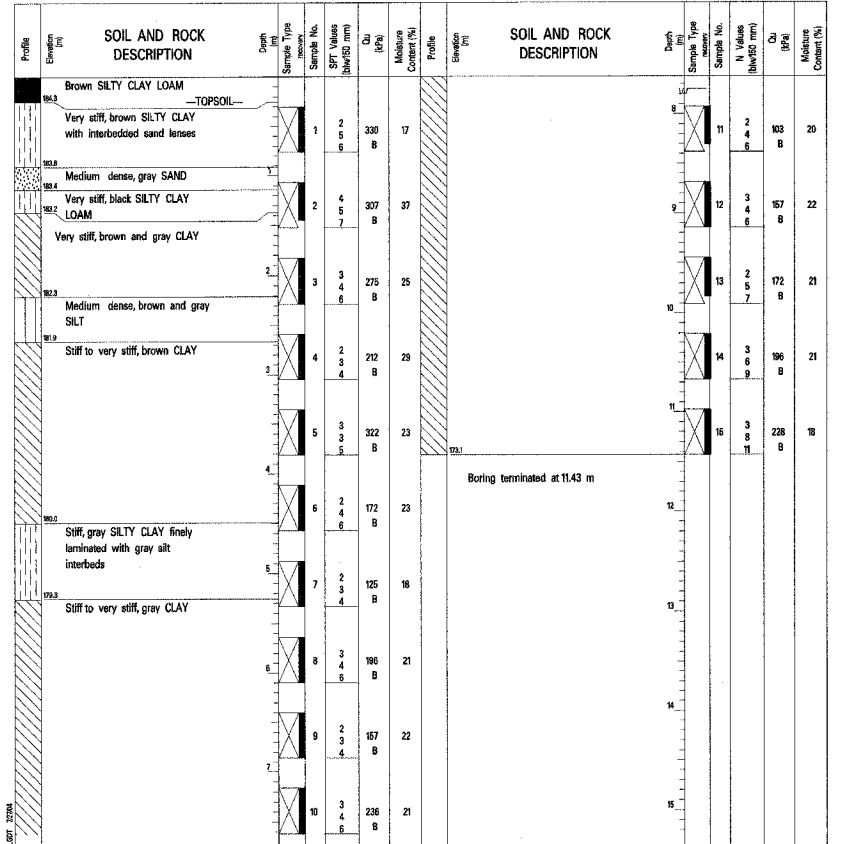 Profile
Elevation (m)
SOIL AND ROCK
DESCRIPTION
Depth (m)
Sample Type
recovery
Sample No.
SPT Values
(blw/150 mm)
Qu
(kPa)
Moisture
Content (%)
Brown SILTY CLAY LOAM
184.3 —TOPSOIL—
Very stiff, brown SILTY CLAY
with interbedded sand lenses
1 2 5 6 330 B 17
183.8
1
Medium dense, gray SAND
183.4
Very stiff, black SILTY CLAY
183.2 LOAM
2 4 5 7 307 B 37
Very stiff, brown and gray CLAY
2
3 3 4 6 275 B 25
182.3
Medium dense, brown and gray
SILT
181.9
Stiff to very stiff, brown CLAY
4 2 3 4 212 B 29
3
5 3 3 5 322 B 23
4
6 2 4 6 172 B 23
180.0
Stiff, gray SILTY CLAY finely
laminated with gray silt
interbeds
5
7 2 3 4 125 B 18
179.3
Stiff to very stiff, gray CLAY
8 3 4 6 196 B 21
6
9 2 3 4 157 B 22
7
10 3 4 6 236 B 21
.GDT 7/27/04
Profile
Elevation (m)
SOIL AND ROCK
DESCRIPTION
Depth (m)
Sample Type
recovery
Sample No.
N Values
(blw/150 mm)
Qu
(kPa)
Moisture
Content (%)
8
11 2 4 6 103 B 20
9
12 3 4 6 157 B 22
13 2 5 7 172 B 21
10
14 3 6 9 196 B 21
11
15 3 8 11 228 B 18
173.1
Boring terminated at 11.43 m
12
13
14
15